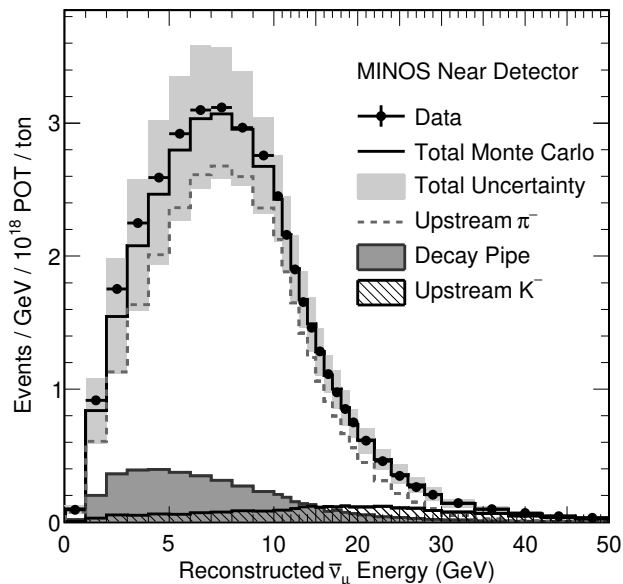 MINOS Near Detector
Data
Total Monte Carlo
Total Uncertainty
Upstream π⁻
Decay Pipe
Upstream K⁻
Events / GeV / 10¹⁸ POT / ton
3
2
1
0
0 5 10 20 30 40 50
Reconstructed ν̅μ Energy (GeV)